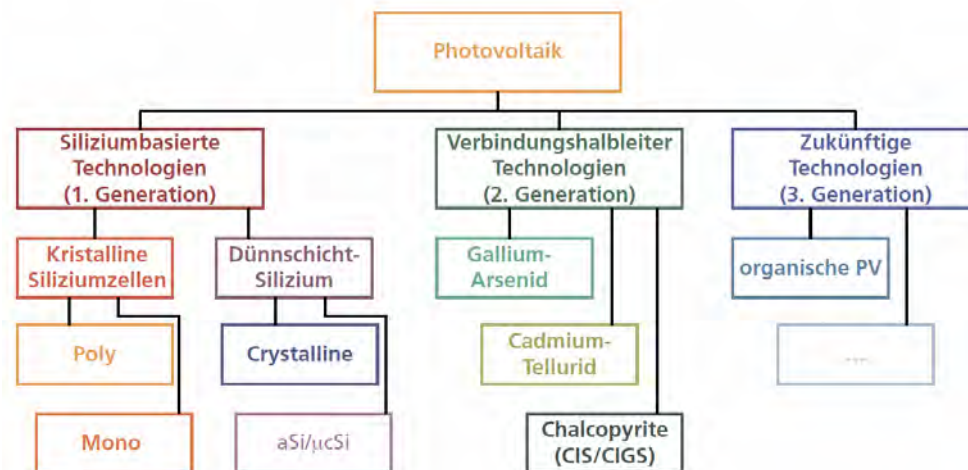 Photovoltaik
Siliziumbasierte
Technologien
(1. Generation)
Verbindungshalbleiter
Technologien
(2. Generation)
Zukünftige
Technologien
(3. Generation)
Kristalline
Siliziumzellen
Dünnschicht-
Silizium
Gallium-
Arsenid
organische PV
Poly
Crystalline
Cadmium-
Tellurid
....
Mono
aSi/µcSi
Chalcopyrite
(CIS/CIGS)